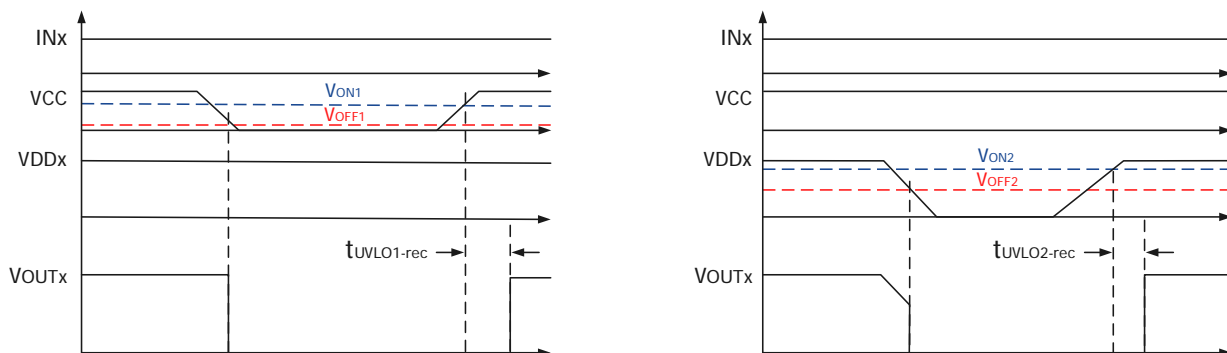 INx
VCC
VON1
VOFF1
VDDx
tUVLO1-rec
VOUTx
INx
VCC
VDDx
VON2
VOFF2
tUVLO2-rec
VOUTx